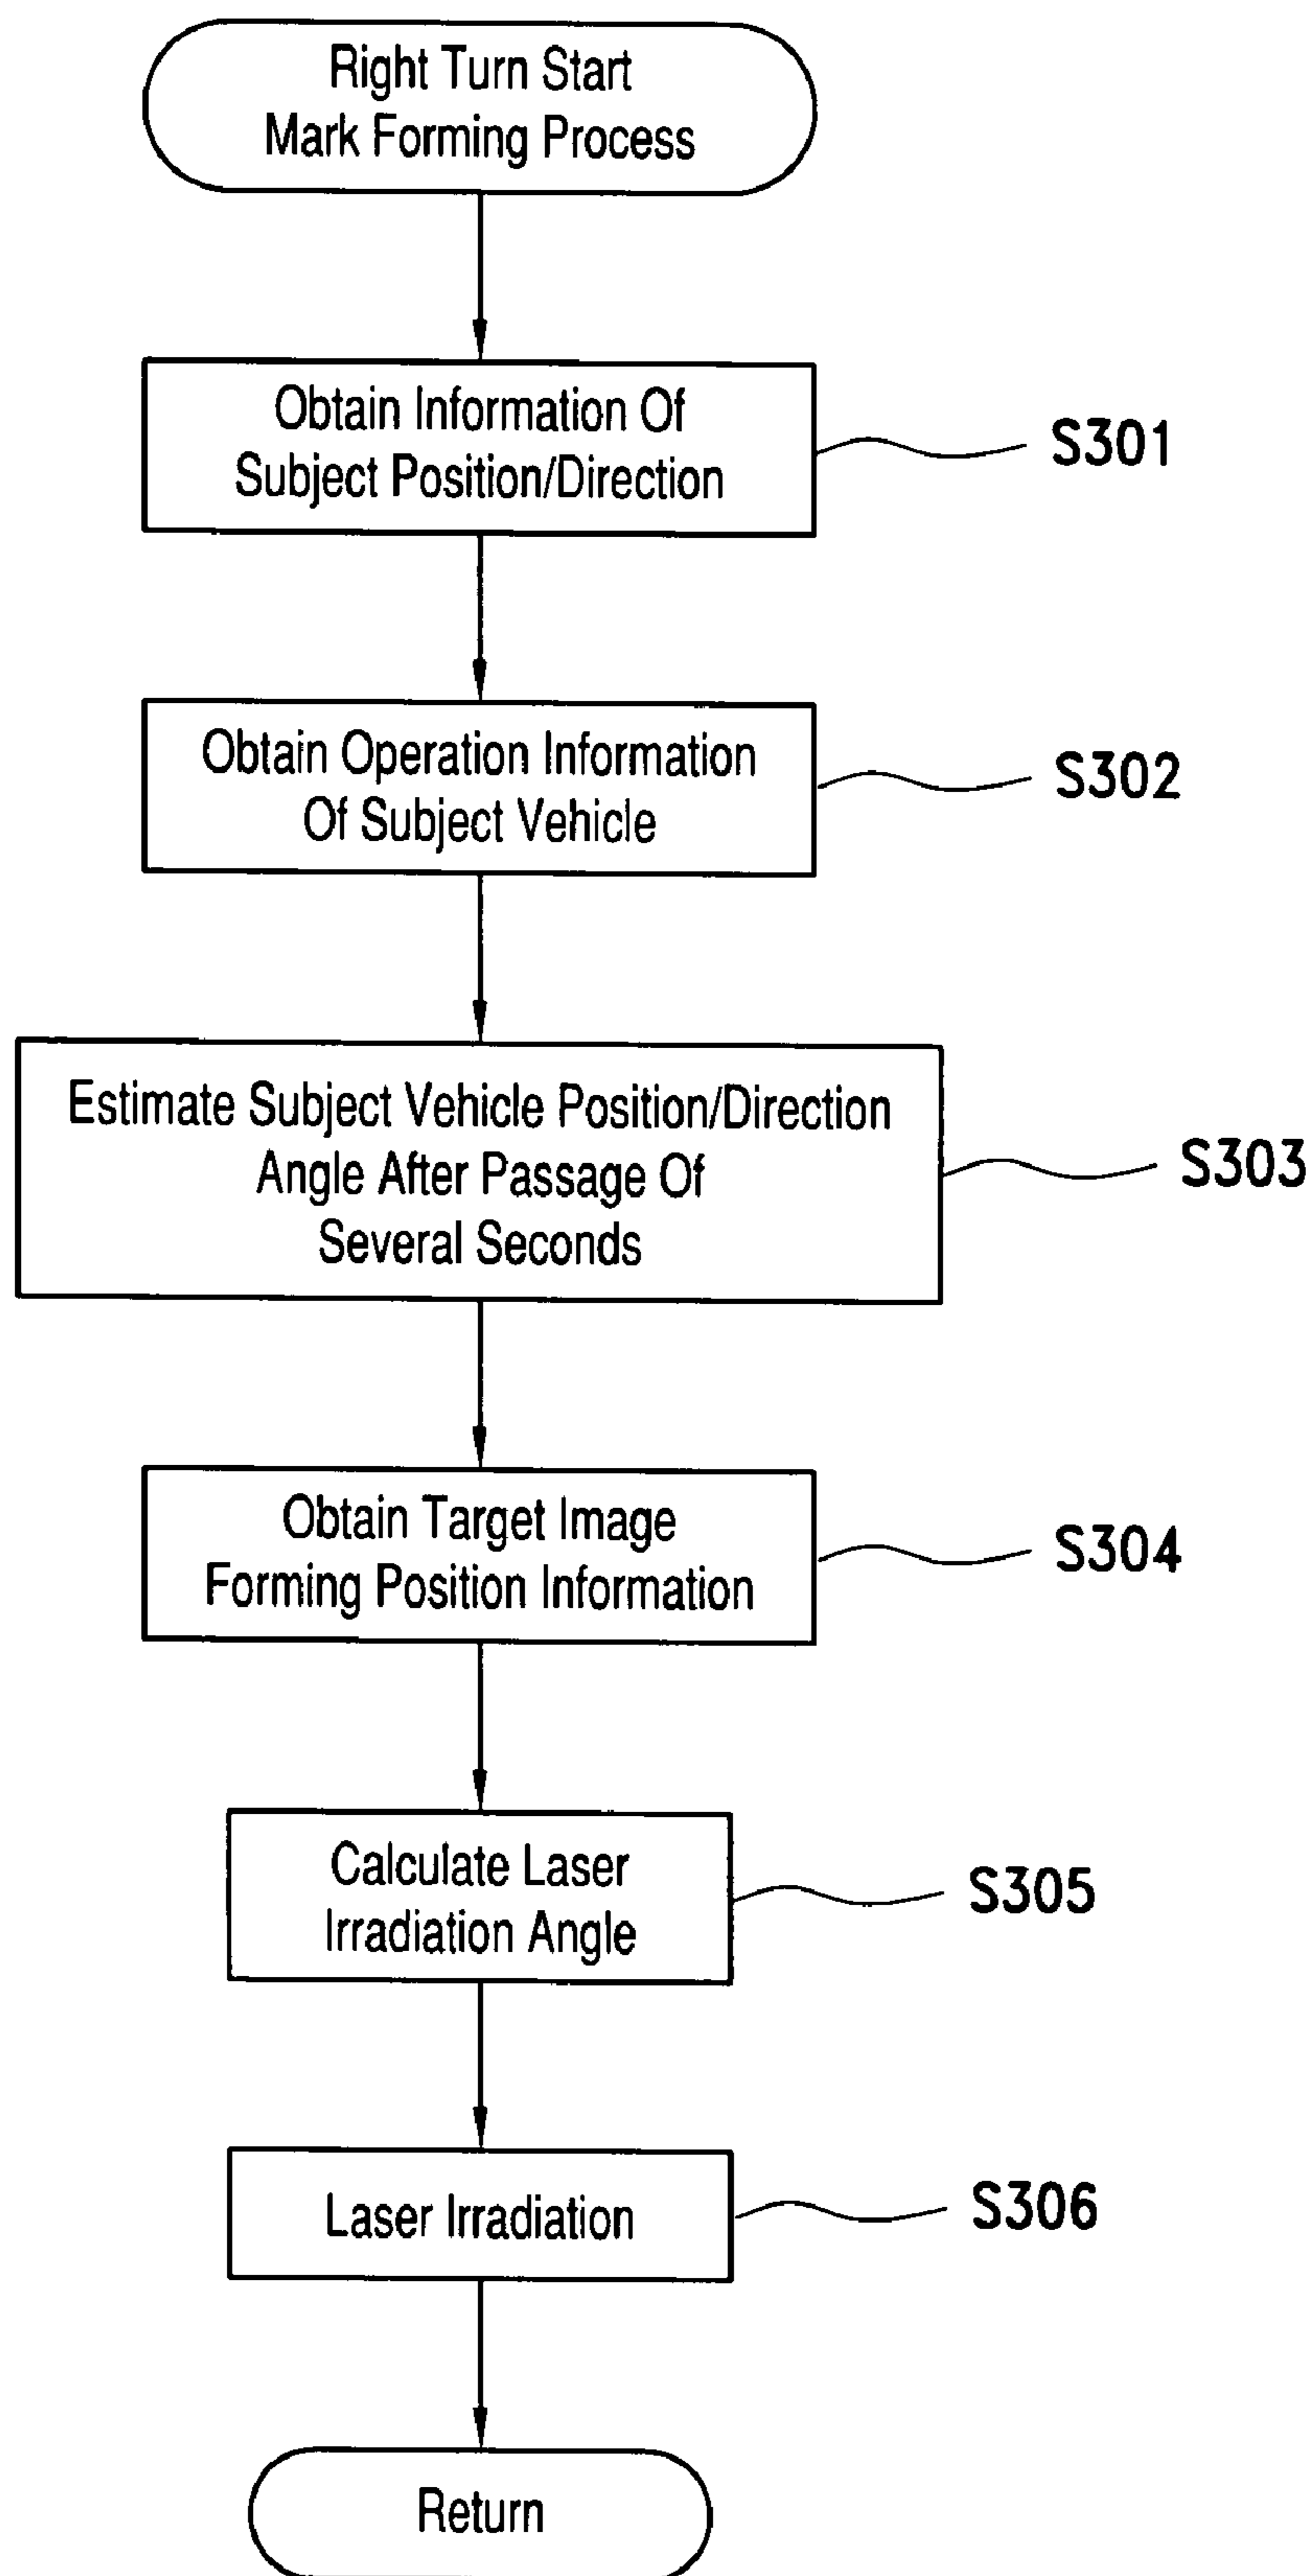 Right Turn Start
Mark Forming Process
Obtain Information Of
Subject Position/Direction
S301
Obtain Operation Information
Of Subject Vehicle
S302
Estimate Subject Vehicle Position/Direction
Angle After Passage Of
Several Seconds
S303
Obtain Target Image
Forming Position Information
S304
Calculate Laser
Irradiation Angle
S305
Laser Irradiation
S306
Return